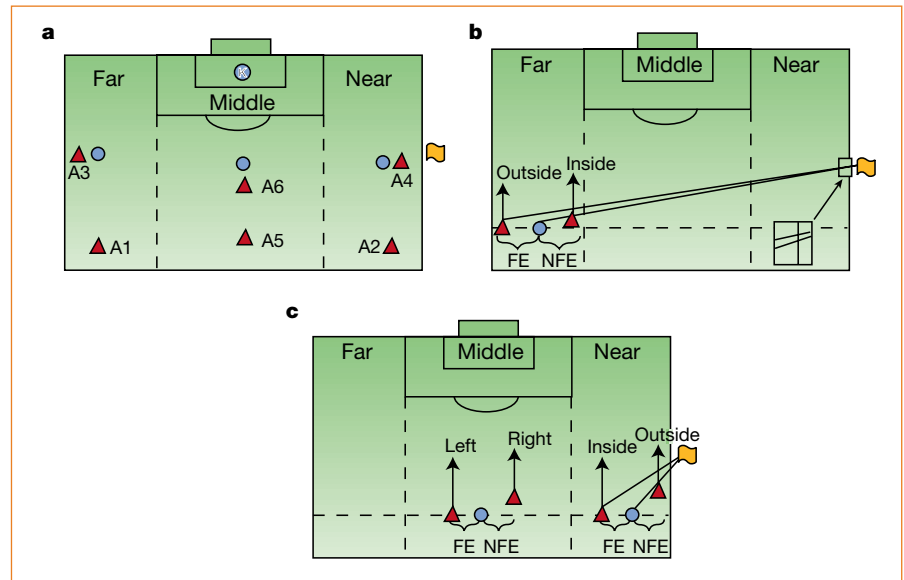 a
Far
K
Near
Middle
A3
A4
A6
A5
A1
A2
b
Far
Middle
Near
Outside
Inside
FE
NFE
c
Far
Middle
Near
Left
Right
Inside
Outside
FE
NFE
FE
NFE